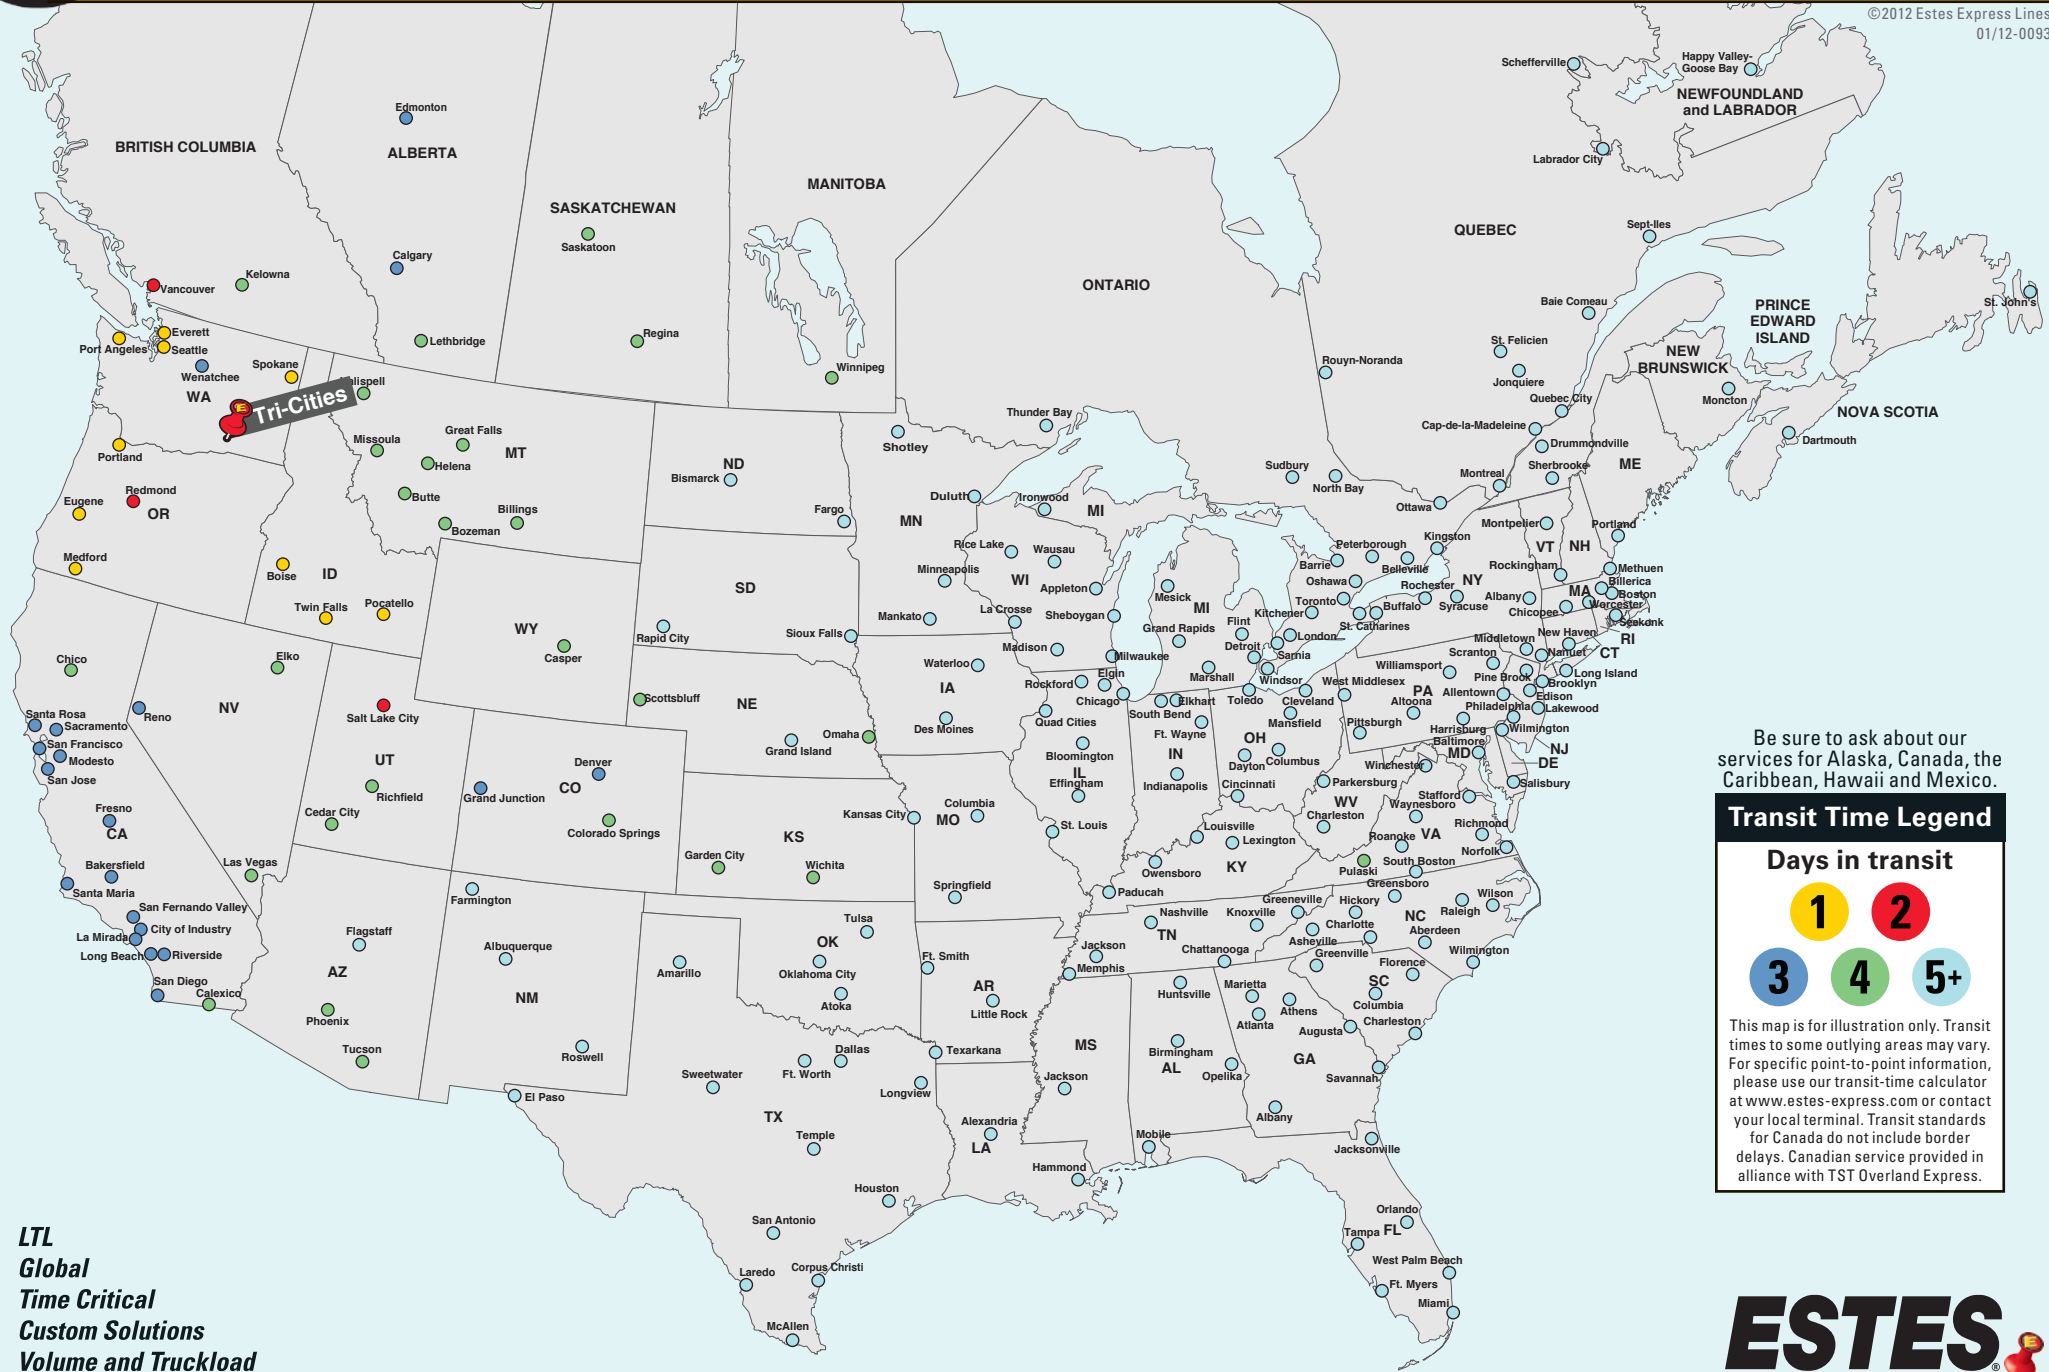 ©2012 Estes Express Lines
01/12-0093
Schefferville
Happy Valley-
Goose Bay
NEWFOUNDLAND
and LABRADOR
Labrador City
Edmonton
BRITISH COLUMBIA
ALBERTA
MANITOBA
SASKATCHEWAN
Saskatoon
QUEBEC
Sept-Iles
Calgary
Kelowna
Vancouver
ONTARIO
Baie Comeau
PRINCE
EDWARD
ISLAND
St. John's
Everett
Port Angeles
Seattle
Lethbridge
Regina
Winnipeg
Rouyn-Noranda
St. Felicien
Jonquiere
NEW
BRUNSWICK
Moncton
Spokane
Wenatchee
WA
E
Tri-Cities
Quebec City
Cap-de-la-Madeleine
NOVA SCOTIA
Dartmouth
Thunder Bay
Shotley
Drummondville
Sherbrooke
ME
Montreal
Portland
Missoula
Great Falls
MT
Helena
Butte
Bozeman
Billings
ND
Bismarck
Fargo
Duluth
Ironwood
MI
Sudbury
North Bay
Ottawa
Redmond
Eugene
OR
Medford
MN
Rice Lake
Wausau
Minneapolis
WI
Appleton
Mankato
La Crosse
Sheboygan
Madison
Milwaukee
Mesick
MI
Grand Rapids
Flint
Detroit
Marshall
Peterborough
Kingston
Barrie
Belleville
Oshawa
Toronto
Kitchener
St. Catharines
London
Sarnia
Windsor
Rochester
Buffalo
Syracuse
NY
Albany
Montpelier
VT
NH
Portland
Rockingham
Methuen
Billerica
Boston
MA
Worcester
Chicopee
Seekonk
RI
New Haven
CT
Middletown
Nanuet
Long Island
Boise
ID
Twin Falls
Pocatello
SD
Rapid City
Sioux Falls
WY
Casper
Chico
Elko
NV
Reno
Salt Lake City
UT
Richfield
Cedar City
Scottsbluff
NE
Grand Island
Omaha
Waterloo
IA
Des Moines
Rockford
Elgin
Chicago
Quad Cities
Bloomington
IL
Effingham
South Bend
Elkhart
Ft. Wayne
IN
Indianapolis
Toledo
Cleveland
Mansfield
OH
Dayton
Columbus
Cincinnati
West Middlesex
Williamsport
Scranton
Pine Brook
Brooklyn
PA
Altoona
Allentown
Edison
Philadelphia
Lakewood
Pittsburgh
Harrisburg
Wilmington
Baltimore
MD
NJ
DE
Winchester
Salisbury
Santa Rosa
Sacramento
San Francisco
Modesto
San Jose
Fresno
CA
Bakersfield
Santa Maria
San Fernando Valley
City of Industry
La Mirada
Long Beach
Riverside
San Diego
Calexico
Las Vegas
Denver
Grand Junction
CO
Colorado Springs
KS
Garden City
Wichita
Kansas City
Columbia
MO
St. Louis
Springfield
Louisville
Lexington
Owensboro
KY
Paducah
Parkersburg
WV
Charleston
Stafford
Waynesboro
Richmond
Roanoke
VA
Norfolk
Pulaski
South Boston
Farmington
Flagstaff
AZ
Phoenix
Tucson
Albuquerque
NM
Roswell
Tulsa
OK
Oklahoma City
Atoka
Amarillo
Ft. Smith
AR
Little Rock
Nashville
TN
Knoxville
Greeneville
Jackson
Memphis
Chattanooga
Greensboro
Hickory
Charlotte
NC
Wilson
Raleigh
Asheville
Aberdeen
Greenville
Florence
Wilmington
SC
Columbia
Charleston
Huntsville
Marietta
Athens
Atlanta
Augusta
Birmingham
AL
Opelika
GA
Savannah
Albany
MS
Jackson
Mobile
El Paso
Sweetwater
Dallas
Ft. Worth
Texarkana
Longview
TX
Temple
Alexandria
LA
Hammond
Houston
San Antonio
Laredo
Corpus Christi
McAllen
Jacksonville
Orlando
FL
Tampa
West Palm Beach
Ft. Myers
Miami
Be sure to ask about our
services for Alaska, Canada, the
Caribbean, Hawaii and Mexico.
Transit Time Legend
Days in transit
1 2
3 4 5+
This map is for illustration only. Transit
times to some outlying areas may vary.
For specific point-to-point information,
please use our transit-time calculator
at www.estes-express.com or contact
your local terminal. Transit standards
for Canada do not include border
delays. Canadian service provided in
alliance with TST Overland Express.
LTL
Global
Time Critical
Custom Solutions
Volume and Truckload
ESTES®
E